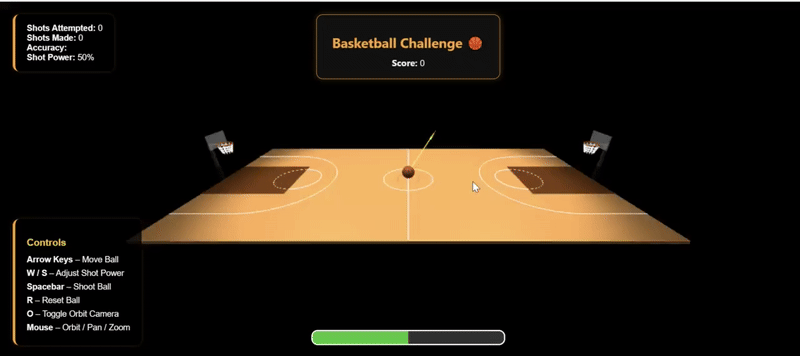 Shots Attempted: 0
Shots Made: 0
Accuracy:
Shot Power: 50%
Basketball Challenge 🏀
Score: 0
Controls
Arrow Keys – Move Ball
W / S – Adjust Shot Power
Spacebar – Shoot Ball
R – Reset Ball
O – Toggle Orbit Camera
Mouse – Orbit / Pan / Zoom